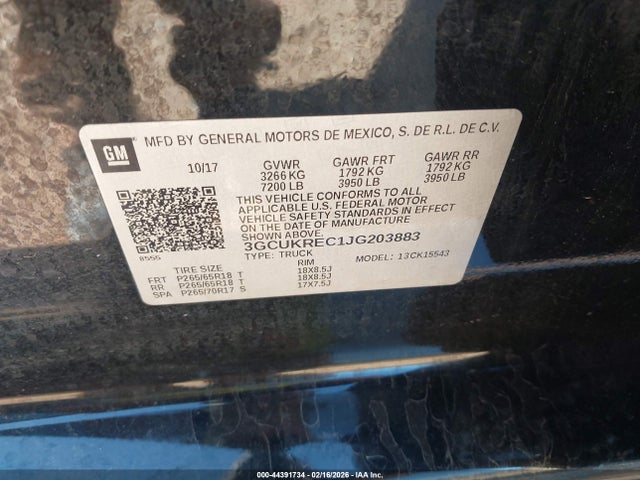 GM
MFD BY GENERAL MOTORS DE MEXICO, S. DE R.L. DE C.V.
10/17 GVWR GAWR FRT GAWR RR
3266 KG 1792 KG 1792 KG
7200 LB 3950 LB 3950 LB
THIS VEHICLE CONFORMS TO ALL
APPLICABLE U.S. FEDERAL MOTOR
VEHICLE SAFETY STANDARDS IN EFFECT
ON THE DATE OF MANUFACTURE
SHOWN ABOVE.
3GCUKREC1JG203883
8555 TYPE: TRUCK MODEL: 13CK15543
TIRE SIZE RIM
FRT P265/65R18 T 18X8.5J
RR P265/65R18 T 18X8.5J
SPA P265/70R17 S 17X7.5J
000-44391734 - 02/16/2026 - IAA Inc.